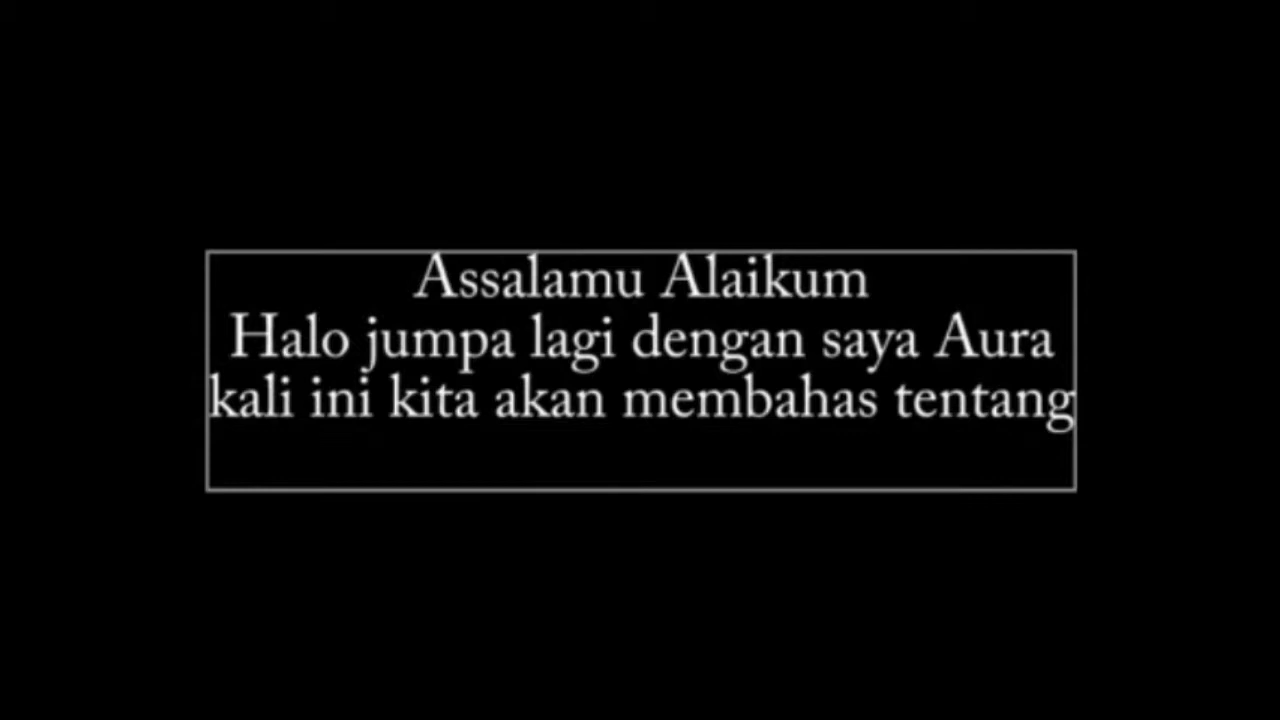 Assalamu Alaikum
Halo jumpa lagi dengan saya Aura
kali ini kita akan membahas tentang